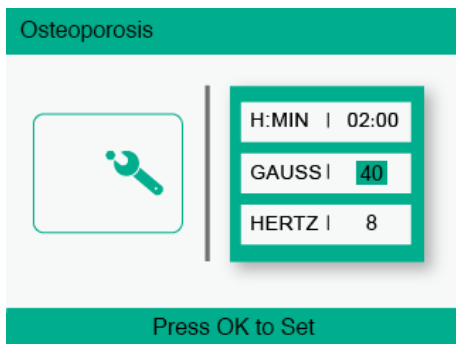 Osteoporosis
H:MIN | 02:00
GAUSS | 40
HERTZ | 8
Press OK to Set